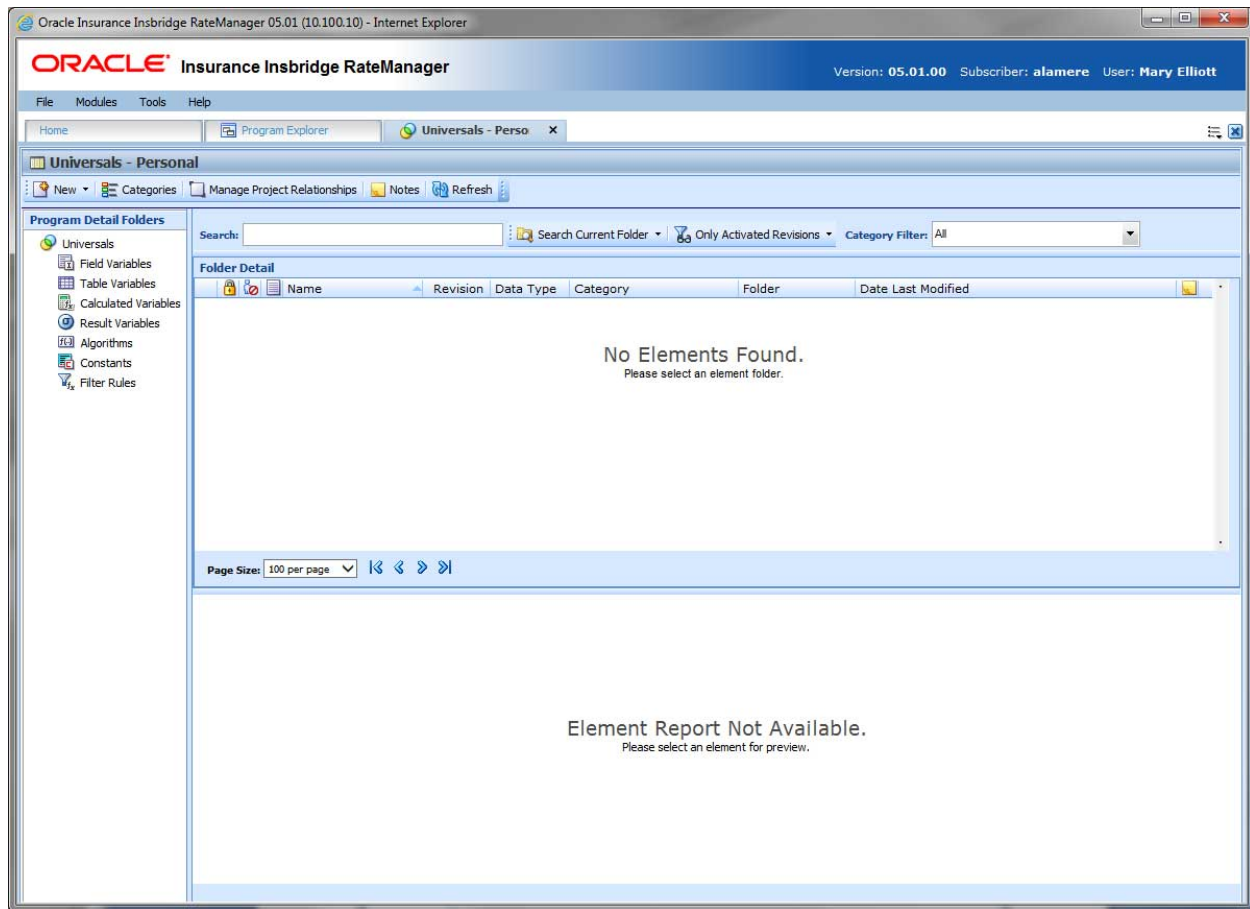 Oracle Insurance Insbridge RateManager 05.01 (10.100.10) - Internet Explorer
ORACLE Insurance Insbridge RateManager
Version: 05.01.00 Subscriber: alamere User: Mary Elliott
File Modules Tools Help
Home Program Explorer Universals - Perso
Universals - Personal
New Categories Manage Project Relationships Notes Refresh
Program Detail Folders
Universals
Field Variables
Table Variables
Calculated Variables
Result Variables
Algorithms
Constants
Filter Rules
Search: Search Current Folder Only Activated Revisions Category Filter: All
Folder Detail
Name Revision Data Type Category Folder Date Last Modified
No Elements Found.
Please select an element folder.
Page Size: 100 per page
Element Report Not Available.
Please select an element for preview.